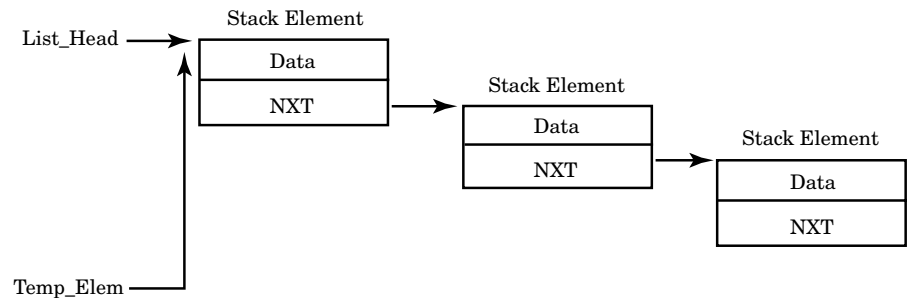 Stack Element
List_Head
Data
NXT
Stack Element
Data
NXT
Stack Element
Data
NXT
Temp_Elem